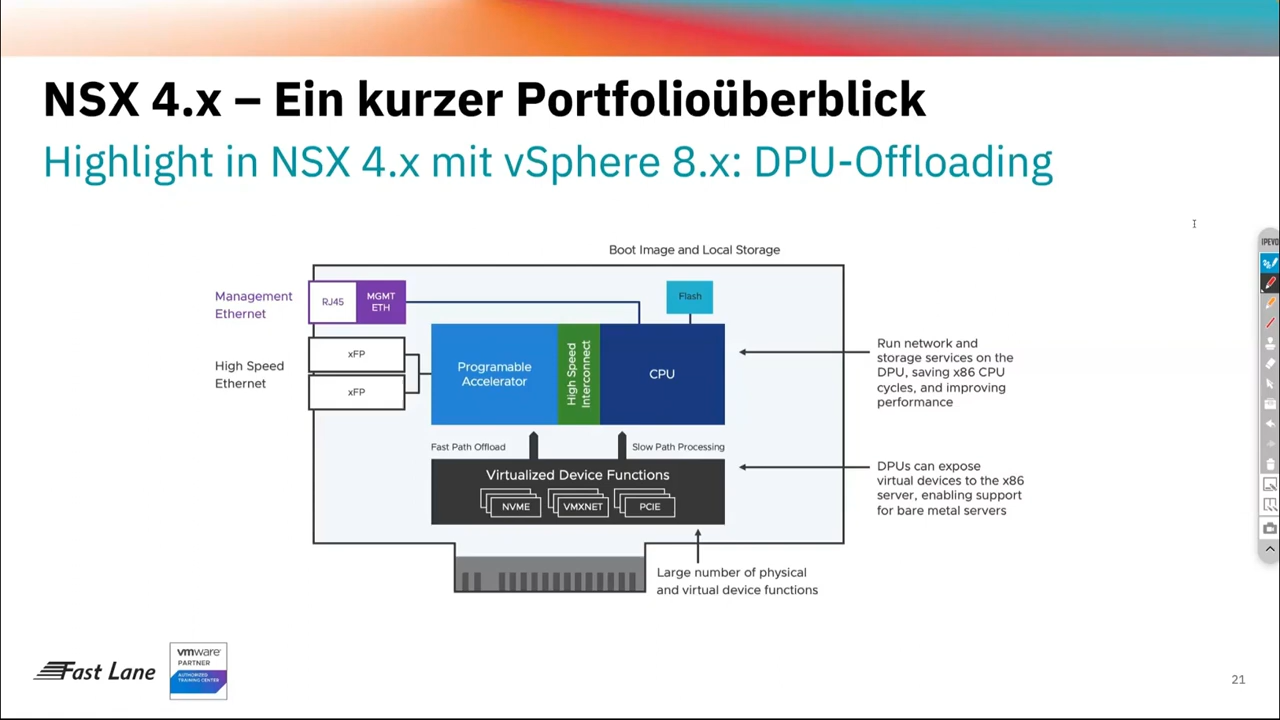 NSX 4.x – Ein kurzer Portfolioüberblick
Highlight in NSX 4.x mit vSphere 8.x: DPU-Offloading
Boot Image and Local Storage
Management
Ethernet
RJ45
MGMT
ETH
Flash
High Speed
Ethernet
xFP
xFP
Programable
Accelerator
High Speed
Interconnect
CPU
Run network and
storage services on the
DPU, saving x86 CPU
cycles, and improving
performance
Fast Path Offload
Slow Path Processing
Virtualized Device Functions
NVME
VMXNET
PCIE
DPUs can expose
virtual devices to the x86
server, enabling support
for bare metal servers
Large number of physical
and virtual device functions
Fast Lane
vmware
PARTNER
AUTHORIZED
TRAINING CENTER
21
IPEVO